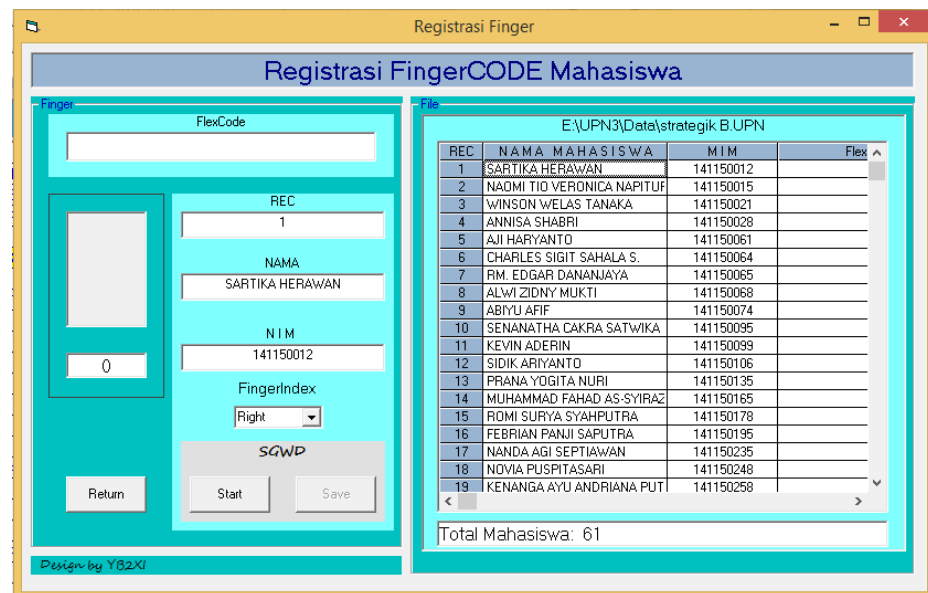 Registrasi Finger
Registrasi FingerCODE Mahasiswa
Finger
FlexCode
REC
1
NAMA
SARTIKA HERAWAN
N I M
141150012
0
FingerIndex
Right
SGWD
Return
Start
Save
Design by YB2XI
File
E:\UPN3\Data\strategik B.UPN
REC N A M A M A H A S I S W A M I M Flex
1 SARTIKA HERAWAN 141150012
2 NAOMI TIO VERONICA NAPITUF 141150015
3 WINSON WELAS TANAKA 141150021
4 ANNISA SHABRI 141150028
5 AJI HARYANTO 141150061
6 CHARLES SIGIT SAHALA S. 141150064
7 RM. EDGAR DANANJAYA 141150065
8 ALWI ZIDNY MUKTI 141150068
9 ABIYU AFIF 141150074
10 SENANATHA CAKRA SATWIKA 141150095
11 KEVIN ADERIN 141150099
12 SIDIK ARIYANTO 141150106
13 PRANA YOGITA NURI 141150135
14 MUHAMMAD FAHAD AS-SYIRAZ 141150165
15 ROMI SURYA SYAHPUTRA 141150178
16 FEBRIAN PANJI SAPUTRA 141150195
17 NANDA AGI SEPTIAWAN 141150235
18 NOVIA PUSPITASARI 141150248
19 KENANGA AYU ANDRIANA PUT 141150258
Total Mahasiswa: 61